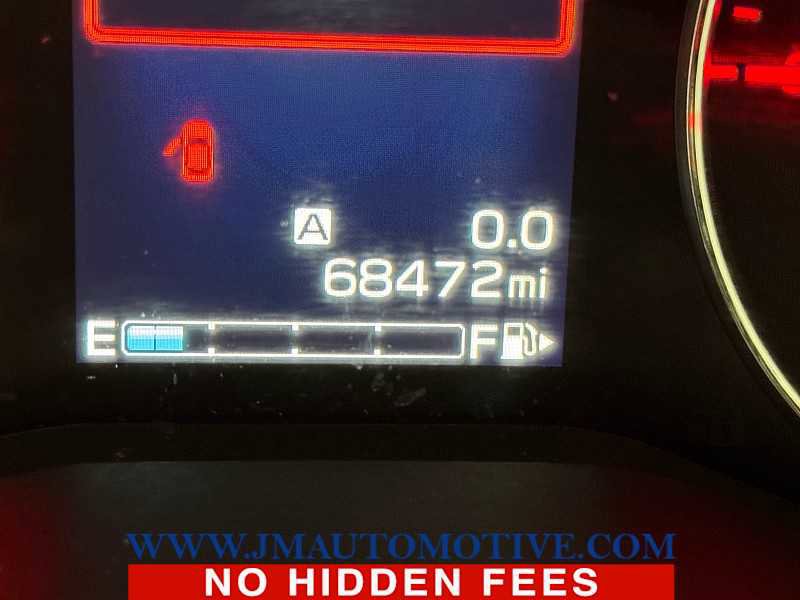 A 0.0
68472mi
E F
WWW.JMAUTOMOTIVE.COM
NO HIDDEN FEES